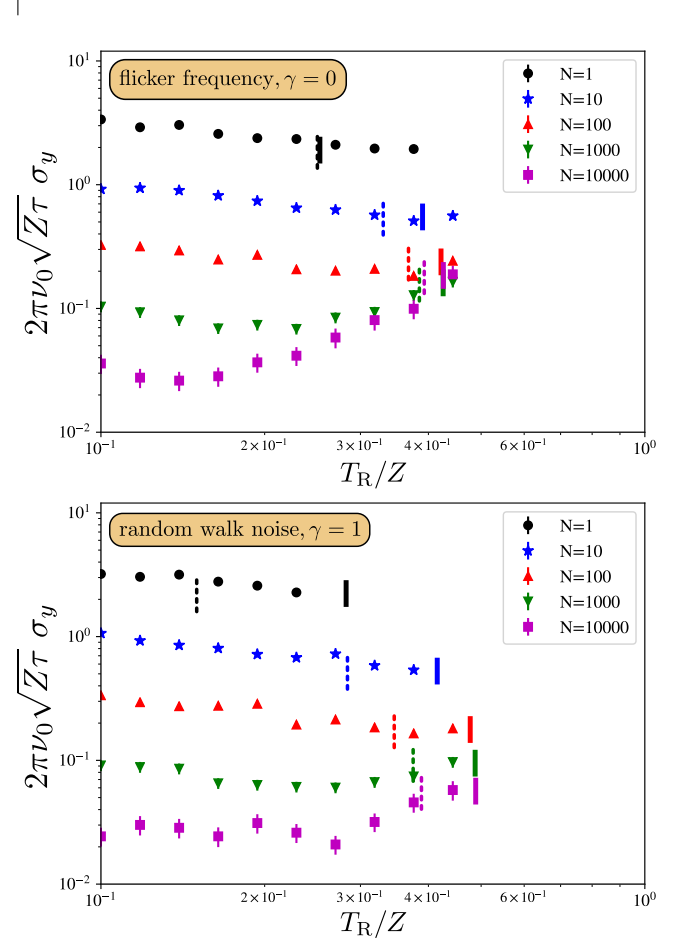 10¹
flicker frequency, γ = 0
N=1
N=10
N=100
N=1000
N=10000
10⁰
10⁻¹
10⁻²
2πν₀√Zτ σ_y
10⁻¹ 2×10⁻¹ 3×10⁻¹ 4×10⁻¹ 6×10⁻¹ 10⁰
T_R/Z
10¹
random walk noise, γ = 1
N=1
N=10
N=100
N=1000
N=10000
10⁰
10⁻¹
10⁻²
2πν₀√Zτ σ_y
10⁻¹ 2×10⁻¹ 3×10⁻¹ 4×10⁻¹ 6×10⁻¹ 10⁰
T_R/Z